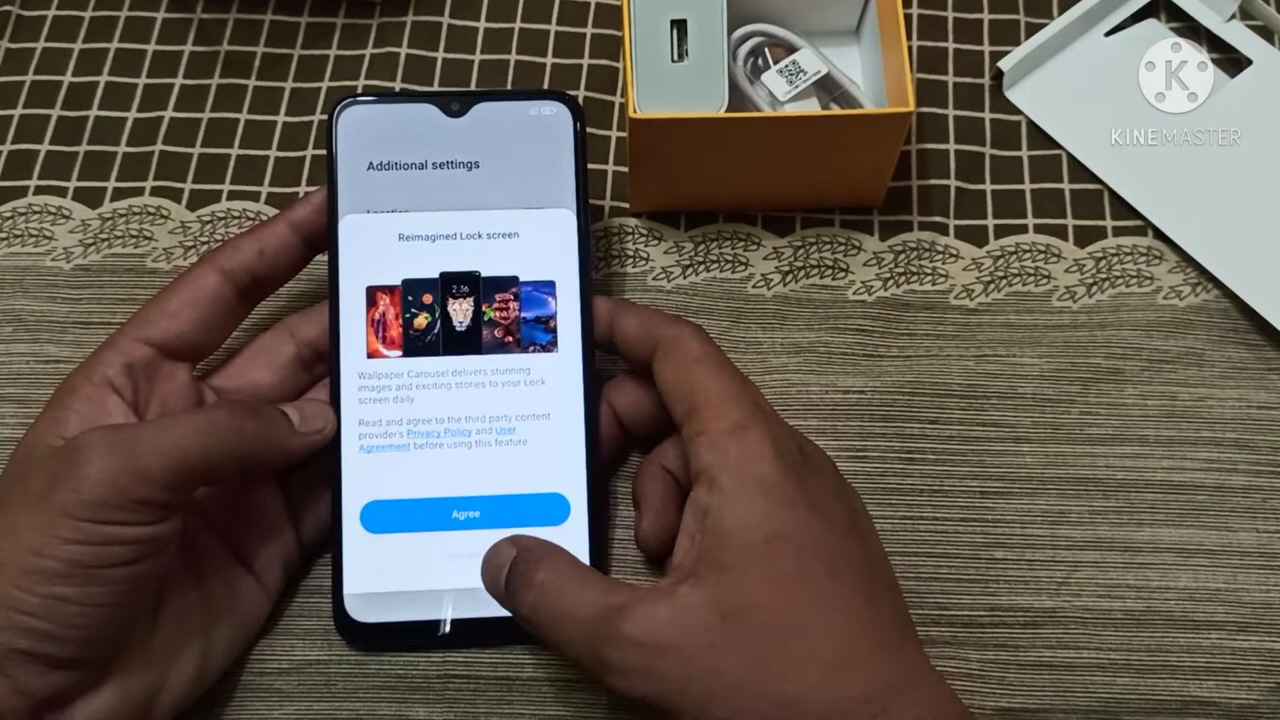 KINEMASTER
Additional settings
Location
Reimagined Lock screen
2:36
Wallpaper Carousel delivers stunning
images and exciting stories to your Lock
screen daily
Read and agree to the third party content
provider's Privacy Policy and User
Agreement before using this feature
Agree